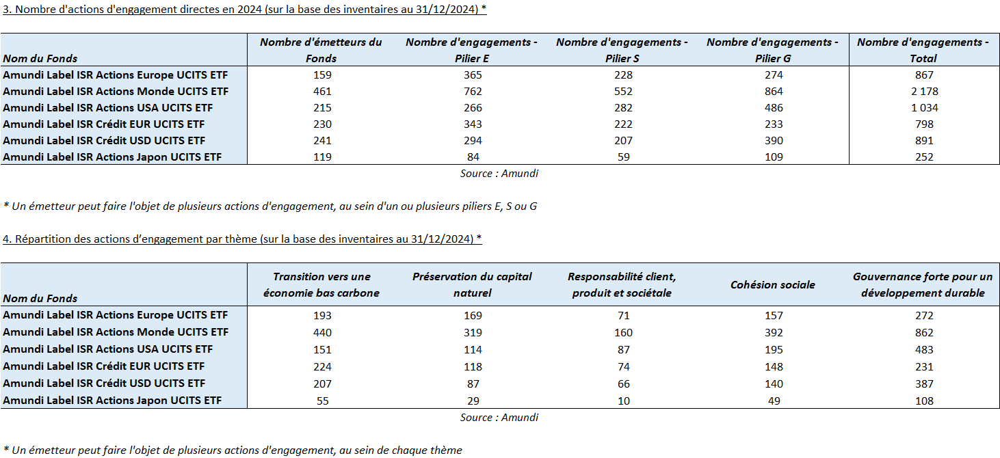 3. Nombre d'actions d'engagement directes en 2024 (sur la base des inventaires au 31/12/2024) *
Nom du Fonds Nombre d'émetteurs du Fonds Nombre d'engagements - Pilier E Nombre d'engagements - Pilier S Nombre d'engagements - Pilier G Nombre d'engagements - Total
Amundi Label ISR Actions Europe UCITS ETF 159 365 228 274 867
Amundi Label ISR Actions Monde UCITS ETF 461 762 552 864 2 178
Amundi Label ISR Actions USA UCITS ETF 215 266 282 486 1 034
Amundi Label ISR Crédit EUR UCITS ETF 230 343 222 233 798
Amundi Label ISR Crédit USD UCITS ETF 241 294 207 390 891
Amundi Label ISR Actions Japon UCITS ETF 119 84 59 109 252
Source : Amundi
* Un émetteur peut faire l'objet de plusieurs actions d'engagement, au sein d'un ou plusieurs piliers E, S ou G
4. Répartition des actions d’engagement par thème (sur la base des inventaires au 31/12/2024) *
Nom du Fonds Transition vers une économie bas carbone Préservation du capital naturel Responsabilité client, produit et sociétale Cohésion sociale Gouvernance forte pour un développement durable
Amundi Label ISR Actions Europe UCITS ETF 193 169 71 157 272
Amundi Label ISR Actions Monde UCITS ETF 440 319 160 392 862
Amundi Label ISR Actions USA UCITS ETF 151 114 87 195 483
Amundi Label ISR Crédit EUR UCITS ETF 224 118 74 148 231
Amundi Label ISR Crédit USD UCITS ETF 207 87 66 140 387
Amundi Label ISR Actions Japon UCITS ETF 55 29 10 49 108
Source : Amundi
* Un émetteur peut faire l'objet de plusieurs actions d'engagement, au sein de chaque thème